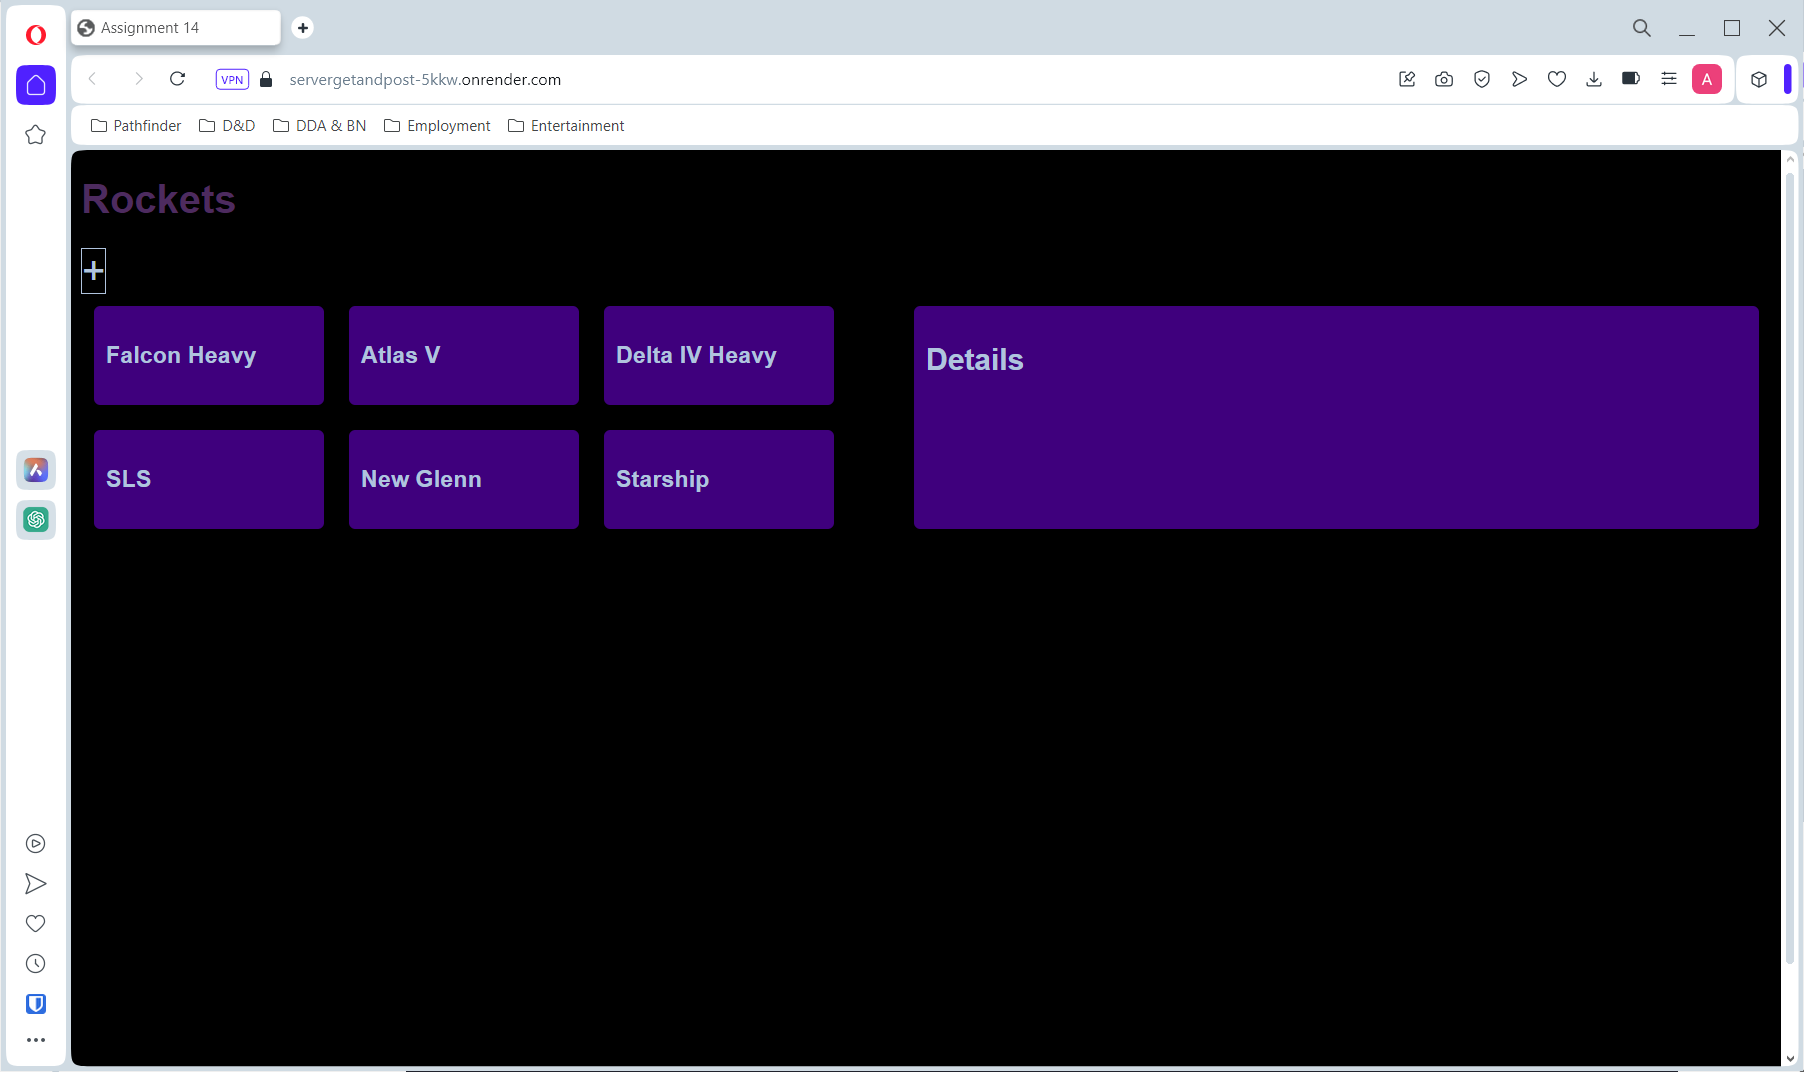 Assignment 14
VPN servergetandpost-5kkw.onrender.com A
Pathfinder D&D DDA & BN Employment Entertainment
Rockets
+
Falcon Heavy Atlas V Delta IV Heavy Details
SLS New Glenn Starship